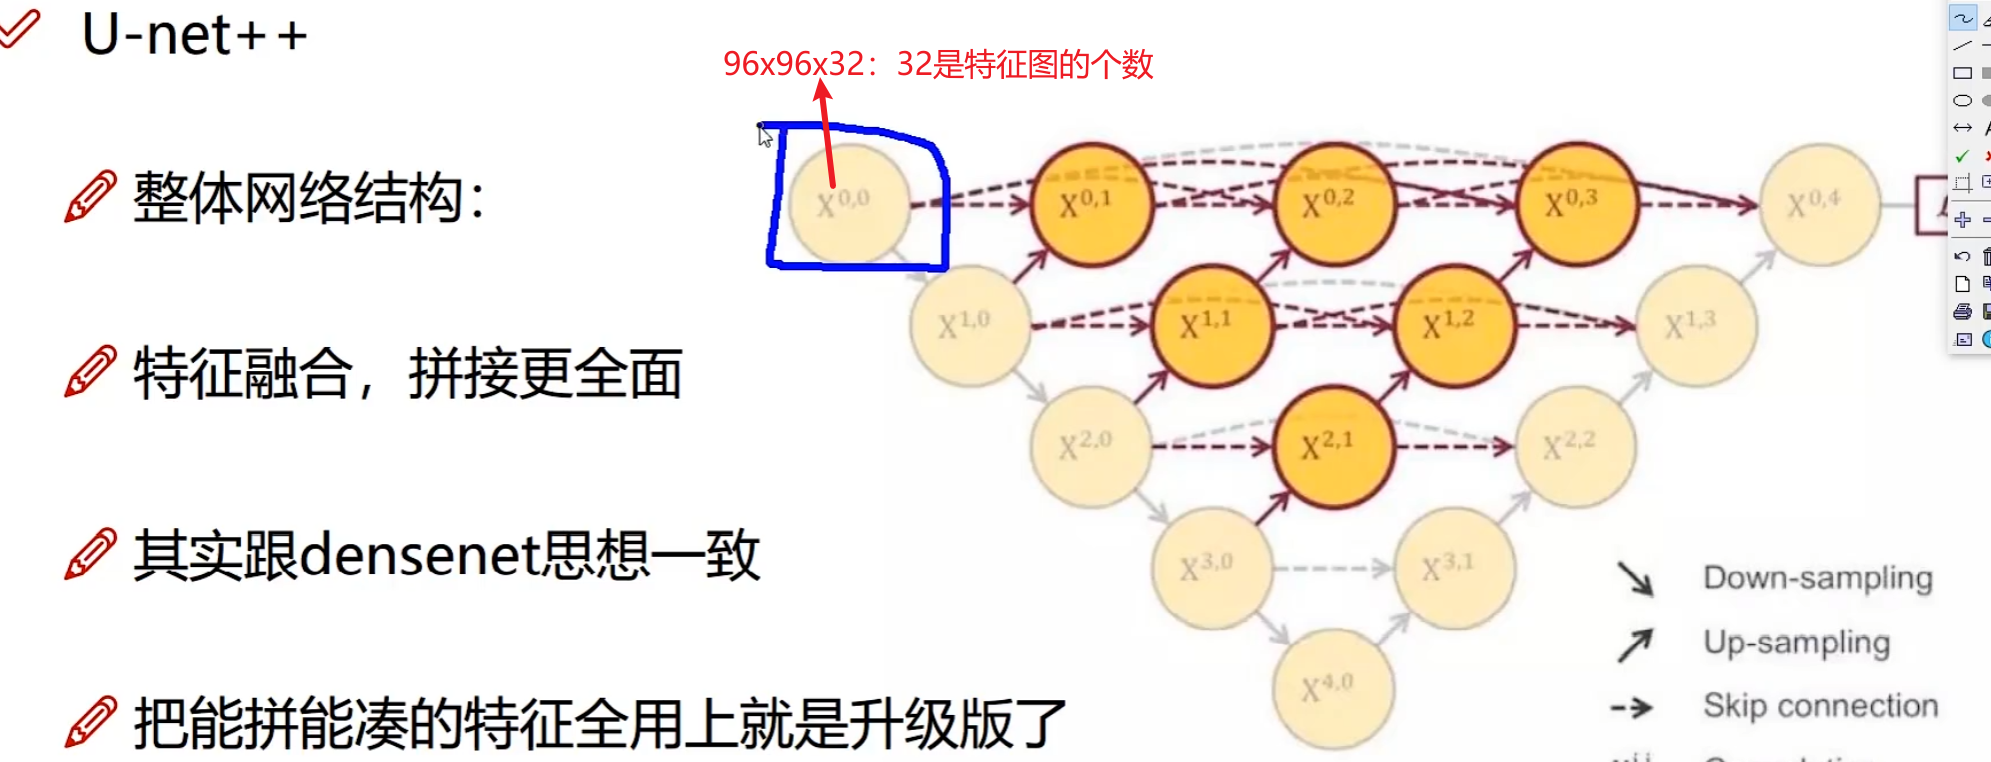 U-net++
96x96x32：32是特征图的个数
整体网络结构：
特征融合，拼接更全面
其实跟densenet思想一致
把能拼能凑的特征全用上就是升级版了
X0,0 X0,1 X0,2 X0,3 X0,4
X1,0 X1,1 X1,2 X1,3
X2,0 X2,1 X2,2
X3,0 X3,1
X4,0
Down-sampling
Up-sampling
Skip connection